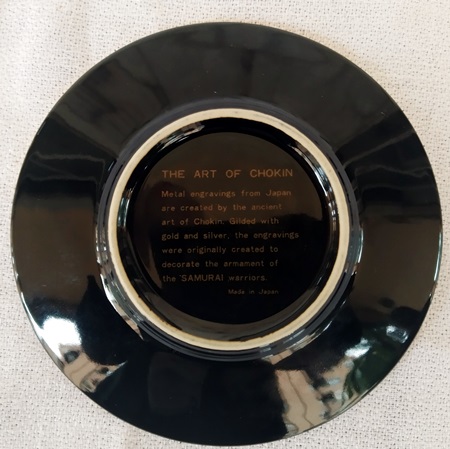 THE ART OF CHOKIN
Metal engravings from Japan
are created by the ancient
art of Chokin. Gilded with
gold and silver, the engravings
were originally created to
decorate the armament of
the "SAMURAI warriors.
Made in Japan